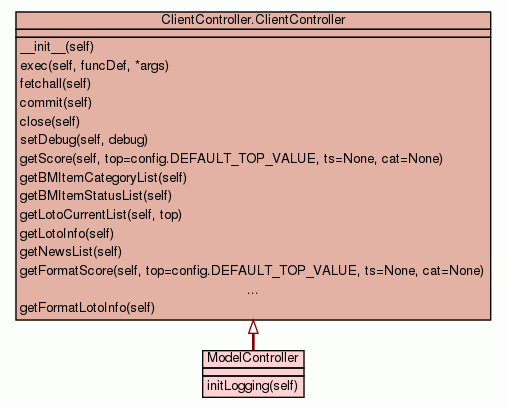 ClientController.ClientController
__init__(self)
exec(self, funcDef, *args)
fetchall(self)
commit(self)
close(self)
setDebug(self, debug)
getScore(self, top=config.DEFAULT_TOP_VALUE, ts=None, cat=None)
getBMItemCategoryList(self)
getBMItemStatusList(self)
getLotoCurrentList(self, top)
getLotoInfo(self)
getNewsList(self)
getFormatScore(self, top=config.DEFAULT_TOP_VALUE, ts=None, cat=None)
...
getFormatLotoInfo(self)
ModelController
initLogging(self)